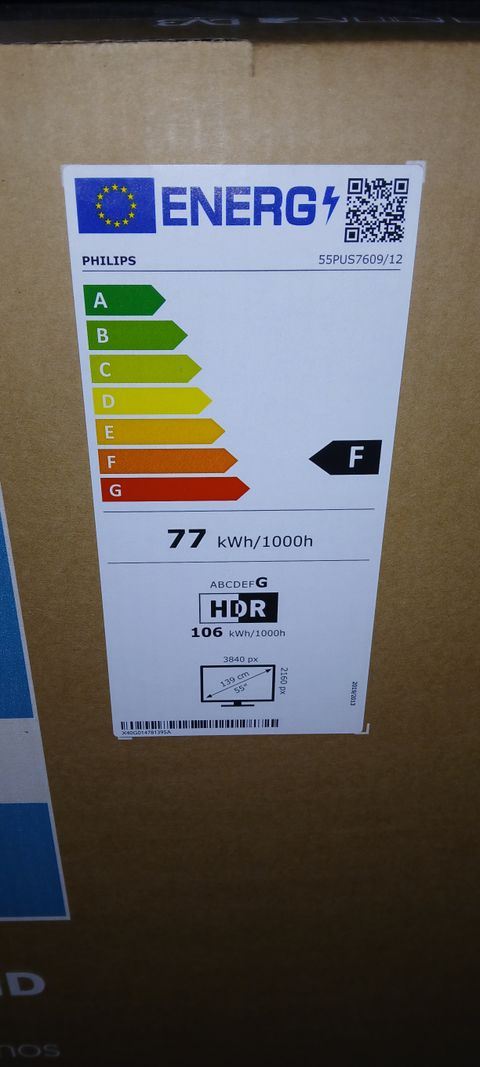 ENERG
PHILIPS 55PUS7609/12
A
B
C
D
E
F
F
G
77 kWh/1000h
ABCDEFG
HDR
106 kWh/1000h
3840 px
2160 px
139 cm
55"
2019/2013
X40G014781395A